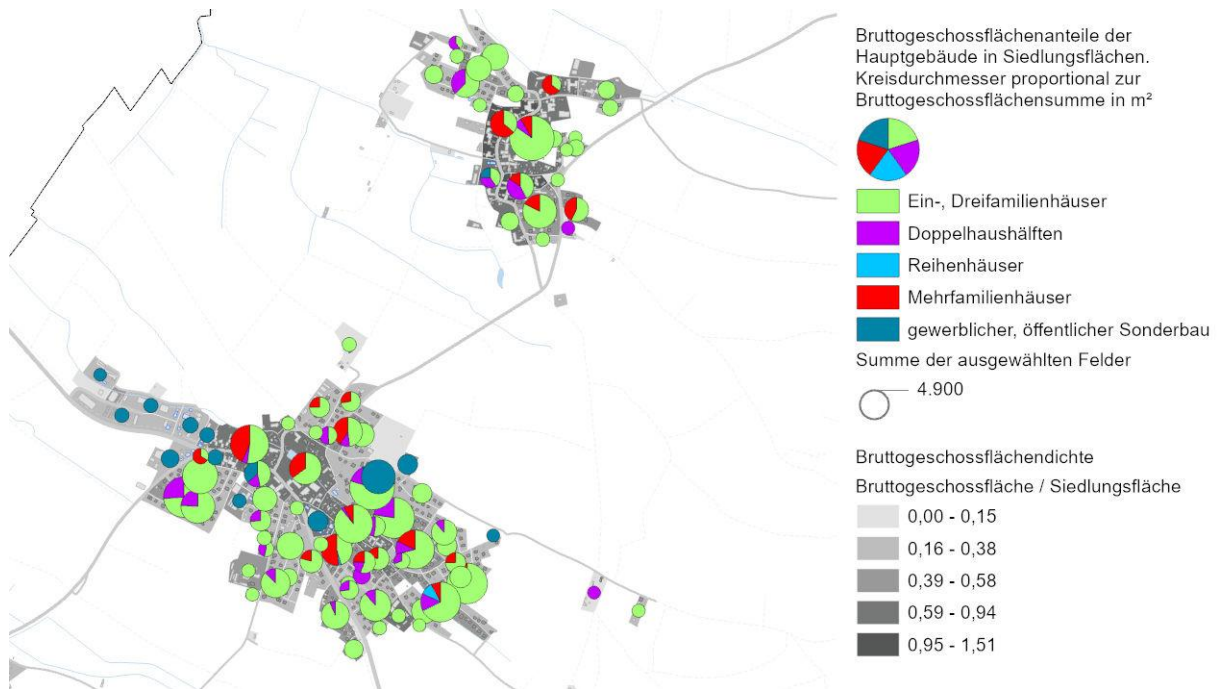 Bruttogeschossflächenanteile der
Hauptgebäude in Siedlungsflächen.
Kreisdurchmesser proportional zur
Bruttogeschossflächensumme in m²
Ein-, Dreifamilienhäuser
Doppelhaushälften
Reihenhäuser
Mehrfamilienhäuser
gewerblicher, öffentlicher Sonderbau
Summe der ausgewählten Felder
4.900
Bruttogeschossflächendichte
Bruttogeschossfläche / Siedlungsfläche
0,00 - 0,15
0,16 - 0,38
0,39 - 0,58
0,59 - 0,94
0,95 - 1,51